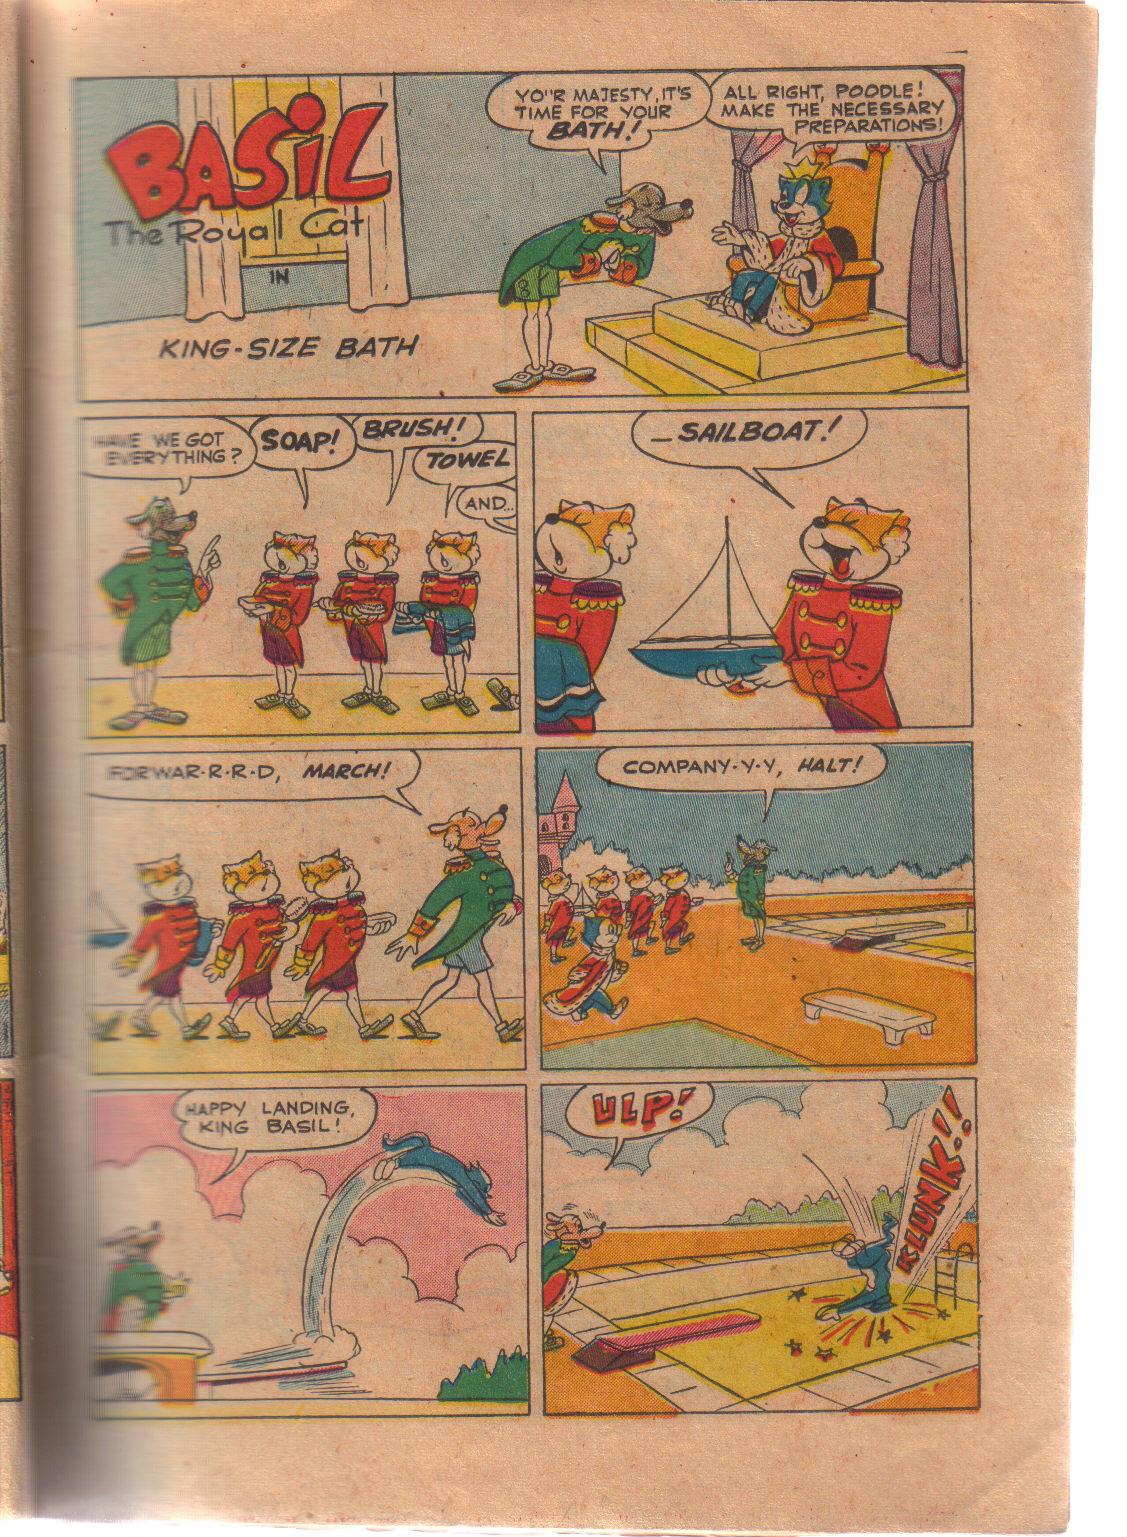 BASIL
The Royal Cat
IN
KING-SIZE BATH
YO"R MAJESTY, IT'S
TIME FOR YOUR
BATH!
ALL RIGHT, POODLE!
MAKE THE NECESSARY
PREPARATIONS!
HAVE WE GOT
EVERYTHING?
SOAP!
BRUSH!
TOWEL
AND..
_ SAILBOAT!
FORWAR-R-R-D, MARCH!
COMPANY-Y-Y, HALT!
HAPPY LANDING,
KING BASIL!
ULP!
KLUNK!!